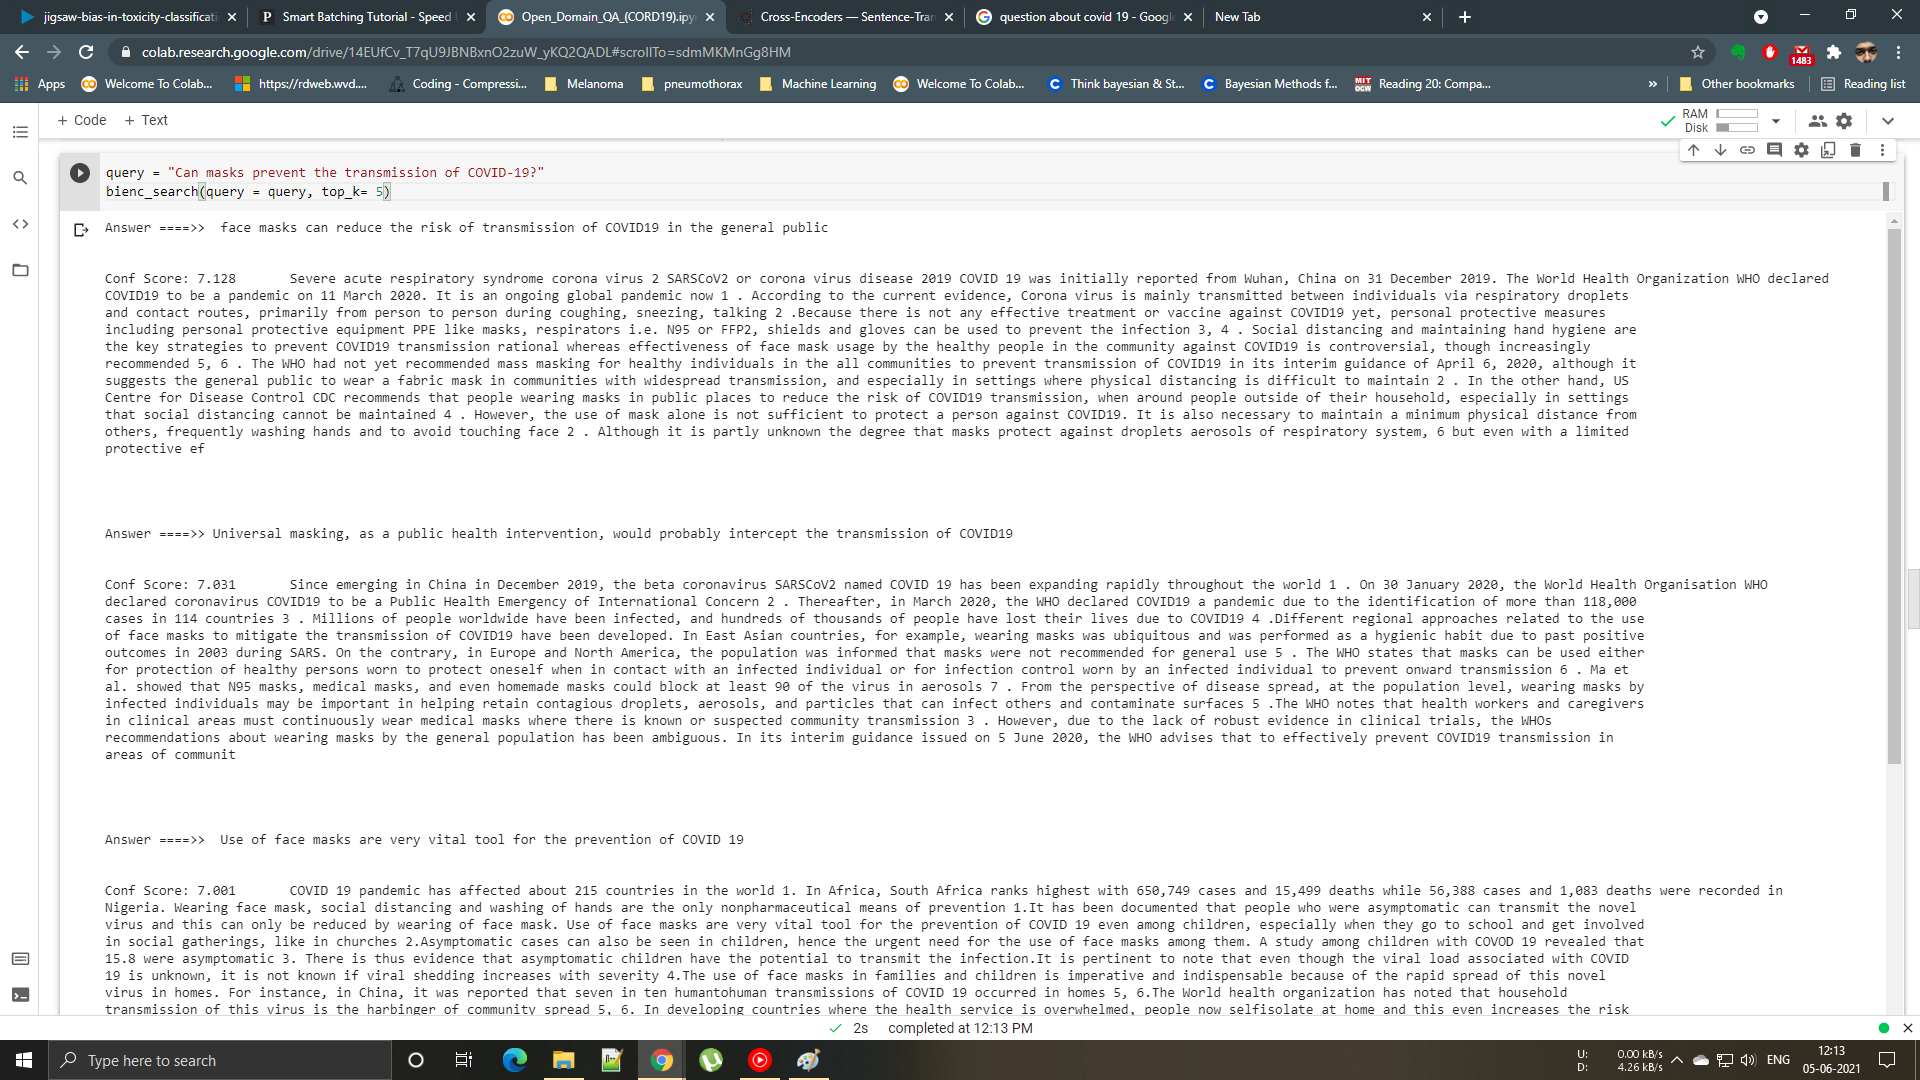 jigsaw-bias-in-toxicity-classificati
Smart Batching Tutorial - Speed
Open_Domain_QA_(CORD19).ipy
Cross-Encoders — Sentence-Tran
question about covid 19 - Googl
New Tab
colab.research.google.com/drive/14EUfCv_T7qU9JBNBxnO2zuW_yKQ2QADL#scrollTo=sdmMKMnGg8HM
1483
Apps
Welcome To Colab...
https://rdweb.wvd....
Coding - Compressi...
Melanoma
pneumothorax
Machine Learning
Welcome To Colab...
Think bayesian & St...
Bayesian Methods f...
Reading 20: Compa...
»
Other bookmarks
Reading list
+ Code + Text
RAM
Disk
query = "Can masks prevent the transmission of COVID-19?"
bienc_search(query = query, top_k= 5)
Answer ====>> face masks can reduce the risk of transmission of COVID19 in the general public
Conf Score: 7.128 Severe acute respiratory syndrome corona virus 2 SARSCoV2 or corona virus disease 2019 COVID 19 was initially reported from Wuhan, China on 31 December 2019. The World Health Organization WHO declared
COVID19 to be a pandemic on 11 March 2020. It is an ongoing global pandemic now 1 . According to the current evidence, Corona virus is mainly transmitted between individuals via respiratory droplets
and contact routes, primarily from person to person during coughing, sneezing, talking 2 .Because there is not any effective treatment or vaccine against COVID19 yet, personal protective measures
including personal protective equipment PPE like masks, respirators i.e. N95 or FFP2, shields and gloves can be used to prevent the infection 3, 4 . Social distancing and maintaining hand hygiene are
the key strategies to prevent COVID19 transmission rational whereas effectiveness of face mask usage by the healthy people in the community against COVID19 is controversial, though increasingly
recommended 5, 6 . The WHO had not yet recommended mass masking for healthy individuals in the all communities to prevent transmission of COVID19 in its interim guidance of April 6, 2020, although it
suggests the general public to wear a fabric mask in communities with widespread transmission, and especially in settings where physical distancing is difficult to maintain 2 . In the other hand, US
Centre for Disease Control CDC recommends that people wearing masks in public places to reduce the risk of COVID19 transmission, when around people outside of their household, especially in settings
that social distancing cannot be maintained 4 . However, the use of mask alone is not sufficient to protect a person against COVID19. It is also necessary to maintain a minimum physical distance from
others, frequently washing hands and to avoid touching face 2 . Although it is partly unknown the degree that masks protect against droplets aerosols of respiratory system, 6 but even with a limited
protective ef
Answer ====>> Universal masking, as a public health intervention, would probably intercept the transmission of COVID19
Conf Score: 7.031 Since emerging in China in December 2019, the beta coronavirus SARSCoV2 named COVID 19 has been expanding rapidly throughout the world 1 . On 30 January 2020, the World Health Organisation WHO
declared coronavirus COVID19 to be a Public Health Emergency of International Concern 2 . Thereafter, in March 2020, the WHO declared COVID19 a pandemic due to the identification of more than 118,000
cases in 114 countries 3 . Millions of people worldwide have been infected, and hundreds of thousands of people have lost their lives due to COVID19 4 .Different regional approaches related to the use
of face masks to mitigate the transmission of COVID19 have been developed. In East Asian countries, for example, wearing masks was ubiquitous and was performed as a hygienic habit due to past positive
outcomes in 2003 during SARS. On the contrary, in Europe and North America, the population was informed that masks were not recommended for general use 5 . The WHO states that masks can be used either
for protection of healthy persons worn to protect oneself when in contact with an infected individual or for infection control worn by an infected individual to prevent onward transmission 6 . Ma et
al. showed that N95 masks, medical masks, and even homemade masks could block at least 90 of the virus in aerosols 7 . From the perspective of disease spread, at the population level, wearing masks by
infected individuals may be important in helping retain contagious droplets, aerosols, and particles that can infect others and contaminate surfaces 5 .The WHO notes that health workers and caregivers
in clinical areas must continuously wear medical masks where there is known or suspected community transmission 3 . However, due to the lack of robust evidence in clinical trials, the WHOs
recommendations about wearing masks by the general population has been ambiguous. In its interim guidance issued on 5 June 2020, the WHO advises that to effectively prevent COVID19 transmission in
areas of communit
Answer ====>> Use of face masks are very vital tool for the prevention of COVID 19
Conf Score: 7.001 COVID 19 pandemic has affected about 215 countries in the world 1. In Africa, South Africa ranks highest with 650,749 cases and 15,499 deaths while 56,388 cases and 1,083 deaths were recorded in
Nigeria. Wearing face mask, social distancing and washing of hands are the only nonpharmaceutical means of prevention 1.It has been documented that people who were asymptomatic can transmit the novel
virus and this can only be reduced by wearing of face mask. Use of face masks are very vital tool for the prevention of COVID 19 even among children, especially when they go to school and get involved
in social gatherings, like in churches 2.Asymptomatic cases can also be seen in children, hence the urgent need for the use of face masks among them. A study among children with COVOD 19 revealed that
15.8 were asymptomatic 3. There is thus evidence that asymptomatic children have the potential to transmit the infection.It is pertinent to note that even though the viral load associated with COVID
19 is unknown, it is not known if viral shedding increases with severity 4.The use of face masks in families and children is imperative and indispensable because of the rapid spread of this novel
virus in homes. For instance, in China, it was reported that seven in ten humantohuman transmissions of COVID 19 occurred in homes 5, 6.The World health organization has noted that household
transmission of this virus is the harbinger of community spread 5, 6. In developing countries where the health service is overwhelmed, people now selfisolate at home and this even increases the risk
2s completed at 12:13 PM
Type here to search
U: 0.00 kB/s
D: 4.26 kB/s
ENG
12:13
05-06-2021